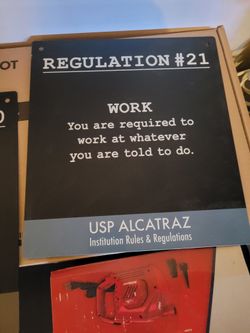 OT
REGULATION #21
WORK
You are required to
work at whatever
you are told to do.
USP ALCATRAZ
Institution Rules & Regulations